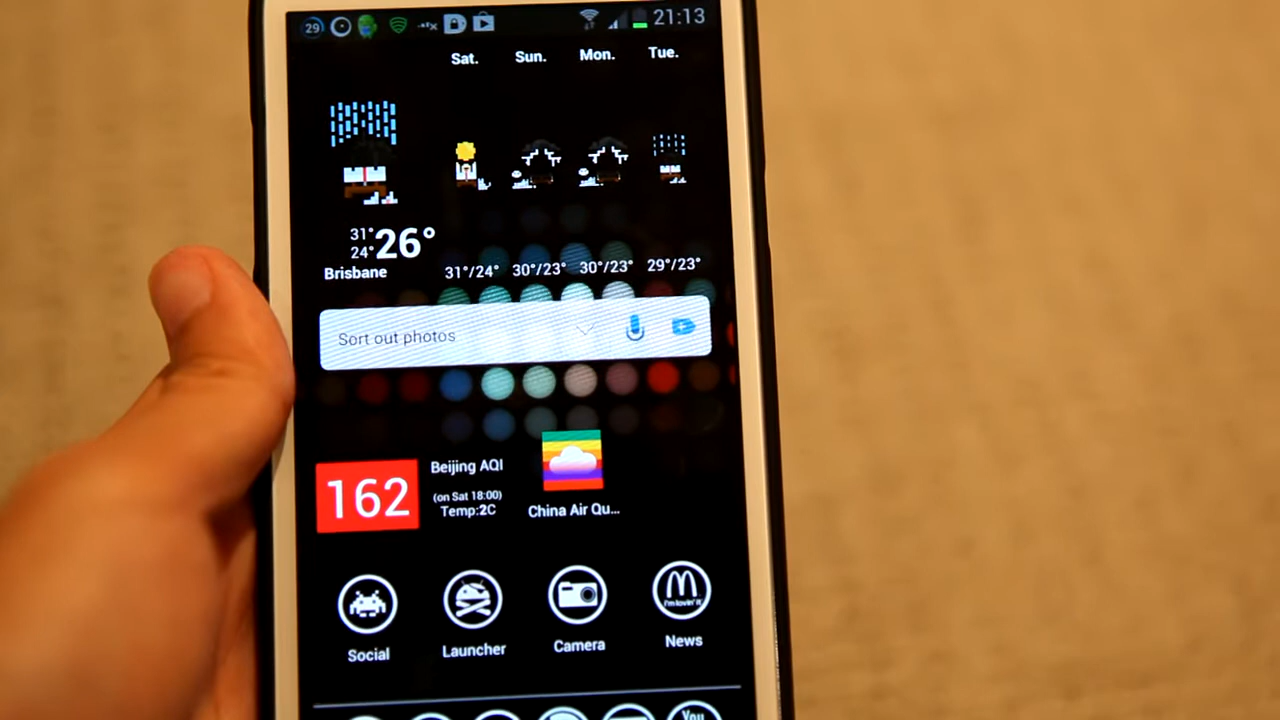 29 21:13
Sat. Sun. Mon. Tue.
31°
24° 26°
Brisbane 31°/24° 30°/23° 30°/23° 29°/23°
Sort out photos
162
Beijing AQI
(on Sat 18:00)
Temp:2C
China Air Qu...
i'm lovin' it
Social Launcher Camera News
You